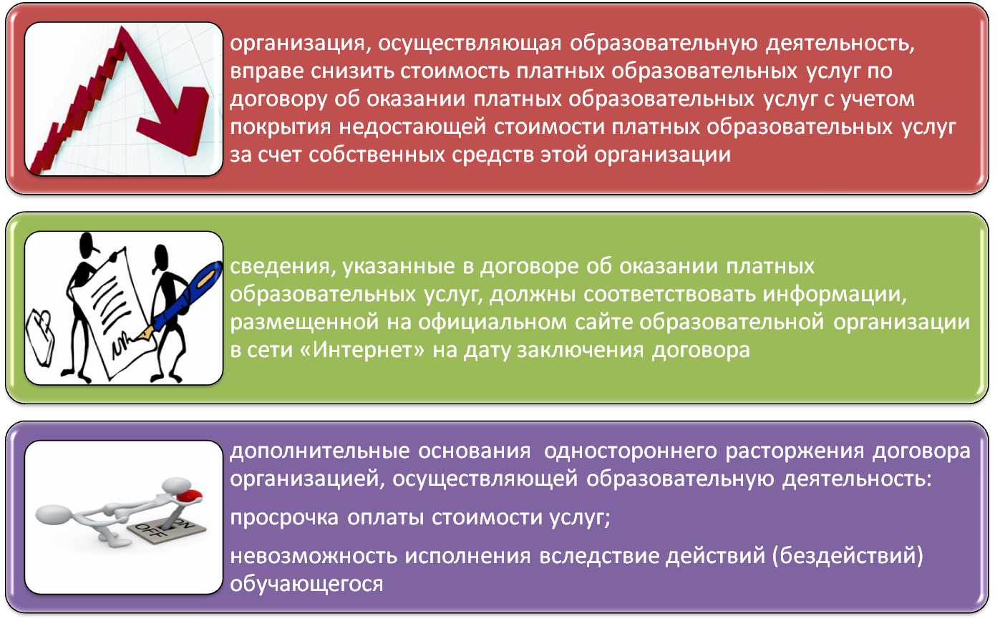 организация, осуществляющая образовательную деятельность,
вправе снизить стоимость платных образовательных услуг по
договору об оказании платных образовательных услуг с учетом
покрытия недостающей стоимости платных образовательных услуг
за счет собственных средств этой организации
сведения, указанные в договоре об оказании платных
образовательных услуг, должны соответствовать информации,
размещенной на официальном сайте образовательной организации
в сети «Интернет» на дату заключения договора
дополнительные основания одностороннего расторжения договора
организацией, осуществляющей образовательную деятельность:
просрочка оплаты стоимости услуг;
невозможность исполнения вследствие действий (бездействий)
обучающегося
ON
OFF